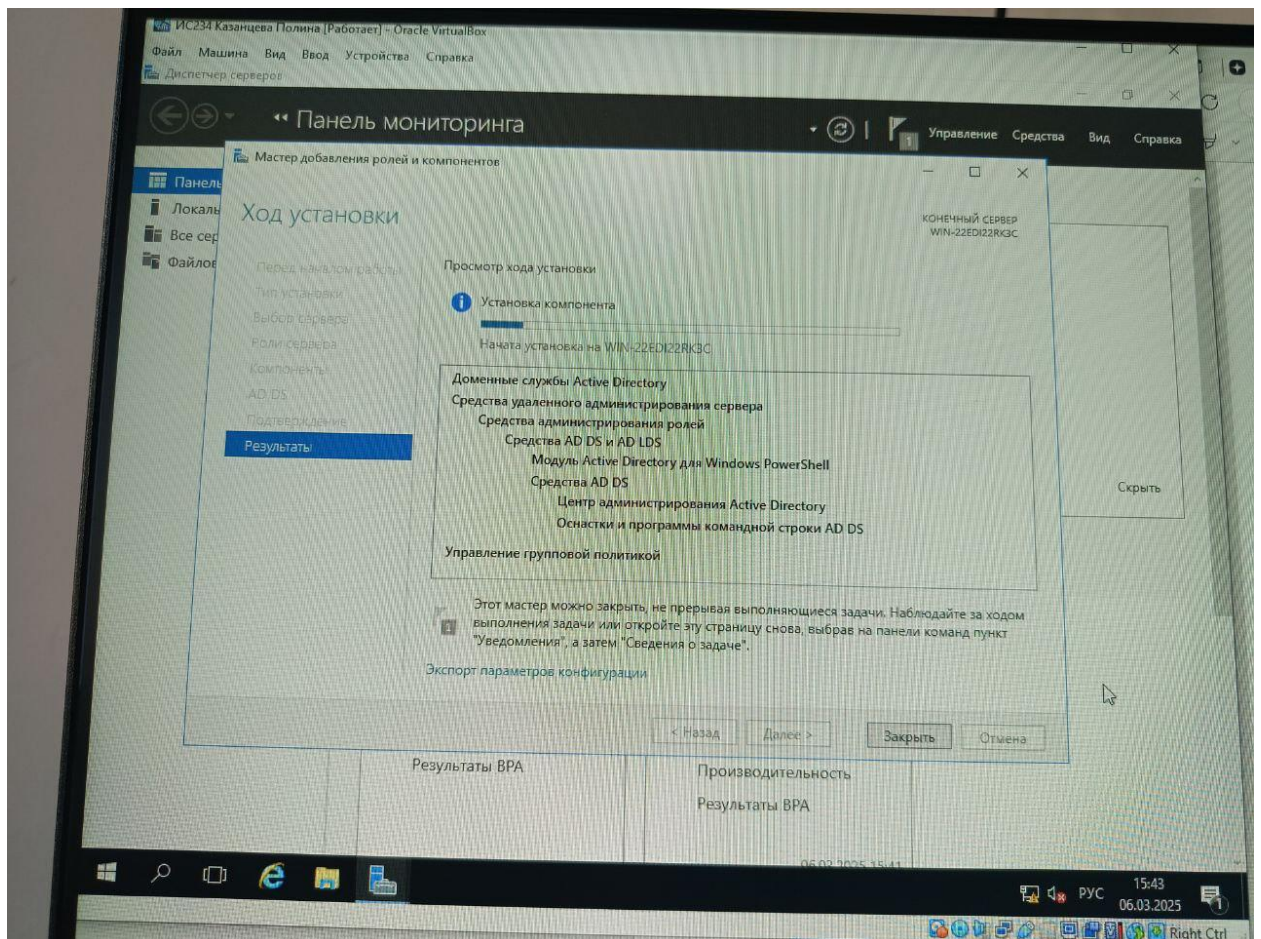 ИС234 Казанцева Полина [Работает] - Oracle VirtualBox
Файл Машина Вид Ввод Устройства Справка
Диспетчер серверов
Панель мониторинга
1 Управление Средства Вид Справка
Мастер добавления ролей и компонентов
Панель
Локаль
Все сер
Файлов
Ход установки
КОНЕЧНЫЙ СЕРВЕР
WIN-22EDI22RK3C
Перед началом работы
Тип установки
Выбор сервера
Роли сервера
Компоненты
AD DS
Подтверждение
Результаты
Просмотр хода установки
Установка компонента
Начата установка на WIN-22EDI22RK3C
Доменные службы Active Directory
Средства удаленного администрирования сервера
Средства администрирования ролей
Средства AD DS и AD LDS
Модуль Active Directory для Windows PowerShell
Средства AD DS
Центр администрирования Active Directory
Оснастки и программы командной строки AD DS
Управление групповой политикой
Скрыть
1
Этот мастер можно закрыть, не прерывая выполняющиеся задачи. Наблюдайте за ходом
выполнения задачи или откройте эту страницу снова, выбрав на панели команд пункт
"Уведомления", а затем "Сведения о задаче".
Экспорт параметров конфигурации
< Назад Далее > Закрыть Отмена
Результаты BPA
Производительность
Результаты BPA
06.03.2025 15:41
РУС
15:43
06.03.2025
1
Right Ctrl